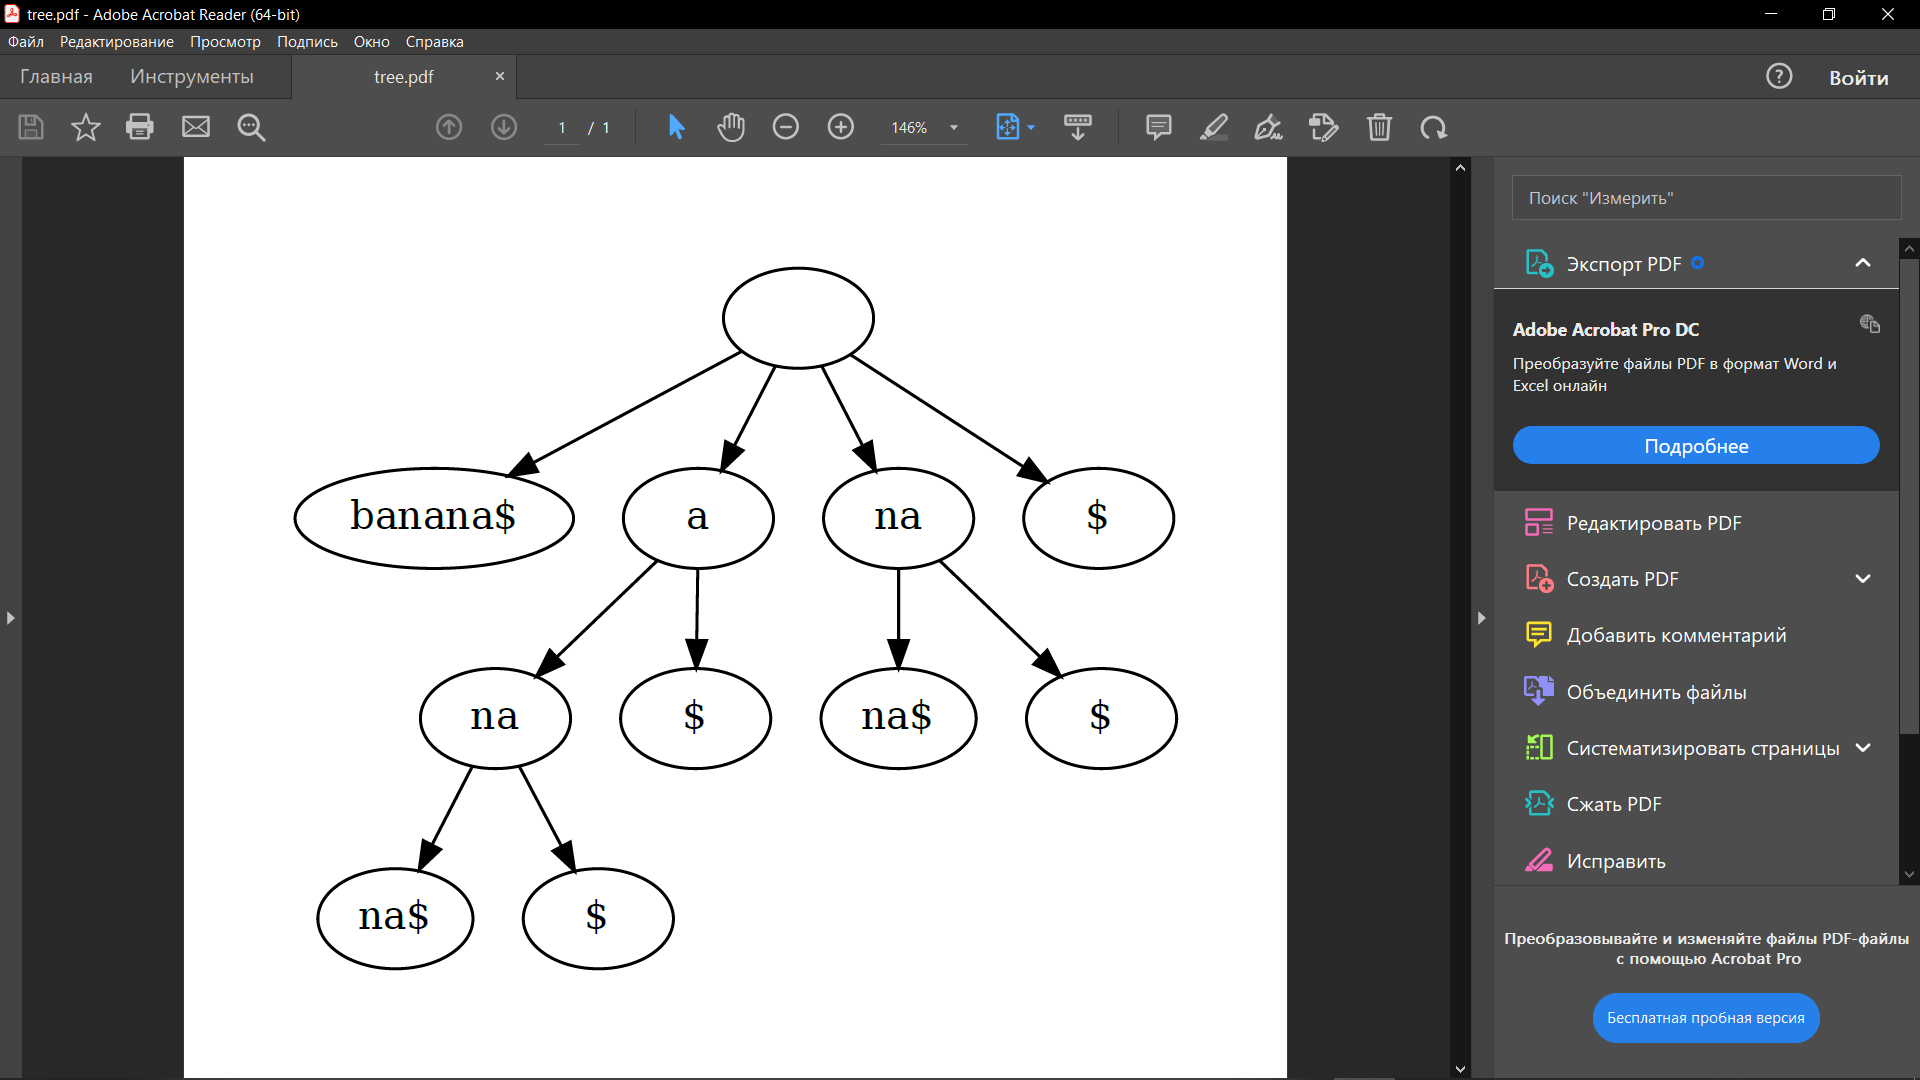 tree.pdf - Adobe Acrobat Reader (64-bit)
Файл Редактирование Просмотр Подпись Окно Справка
Главная Инструменты tree.pdf Войти
1 / 1 146%
Поиск "Измерить"
Экспорт PDF
Adobe Acrobat Pro DC
Преобразуйте файлы PDF в формат Word и
Excel онлайн
Подробнее
Редактировать PDF
Создать PDF
Добавить комментарий
Объединить файлы
Систематизировать страницы
Сжать PDF
Исправить
Преобразовывайте и изменяйте файлы PDF-файлы
с помощью Acrobat Pro
Бесплатная пробная версия
banana$ a na $
na $ na$ $
na$ $